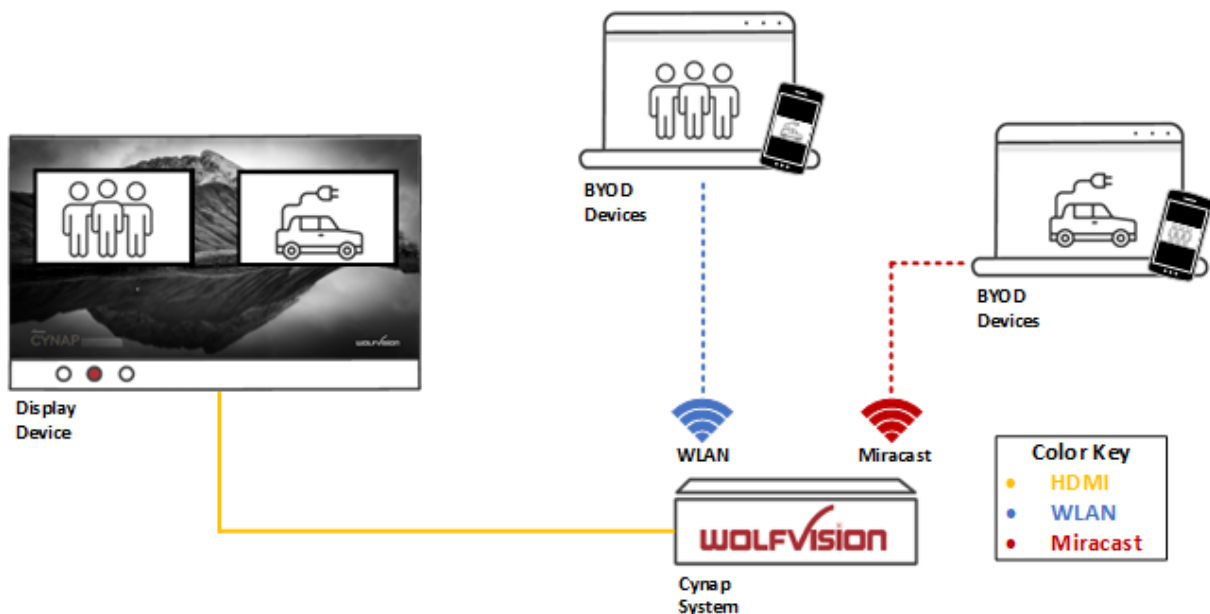 BYOD
Devices
BYOD
Devices
CYNAP
WOLFVISION
Display
Device
WLAN
Miracast
Color Key
• HDMI
• WLAN
• Miracast
WOLFVISION
Cynap
System